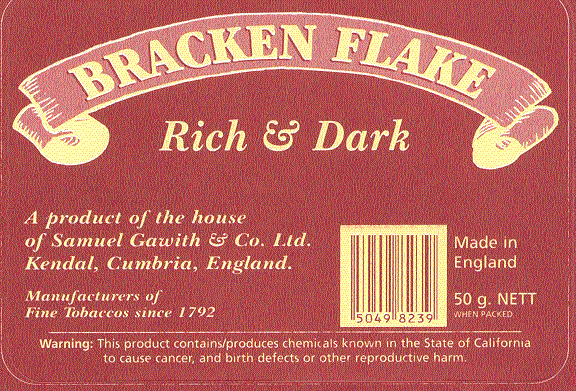 BRACKEN FLAKE
Rich & Dark
A product of the house
of Samuel Gawith & Co. Ltd.
Kendal, Cumbria, England.
Manufacturers of
Fine Tobaccos since 1792
5049 8239
Made in
England
50 g. NETT
WHEN PACKED
Warning: This product contains/produces chemicals known in the State of California
to cause cancer, and birth defects or other reproductive harm.